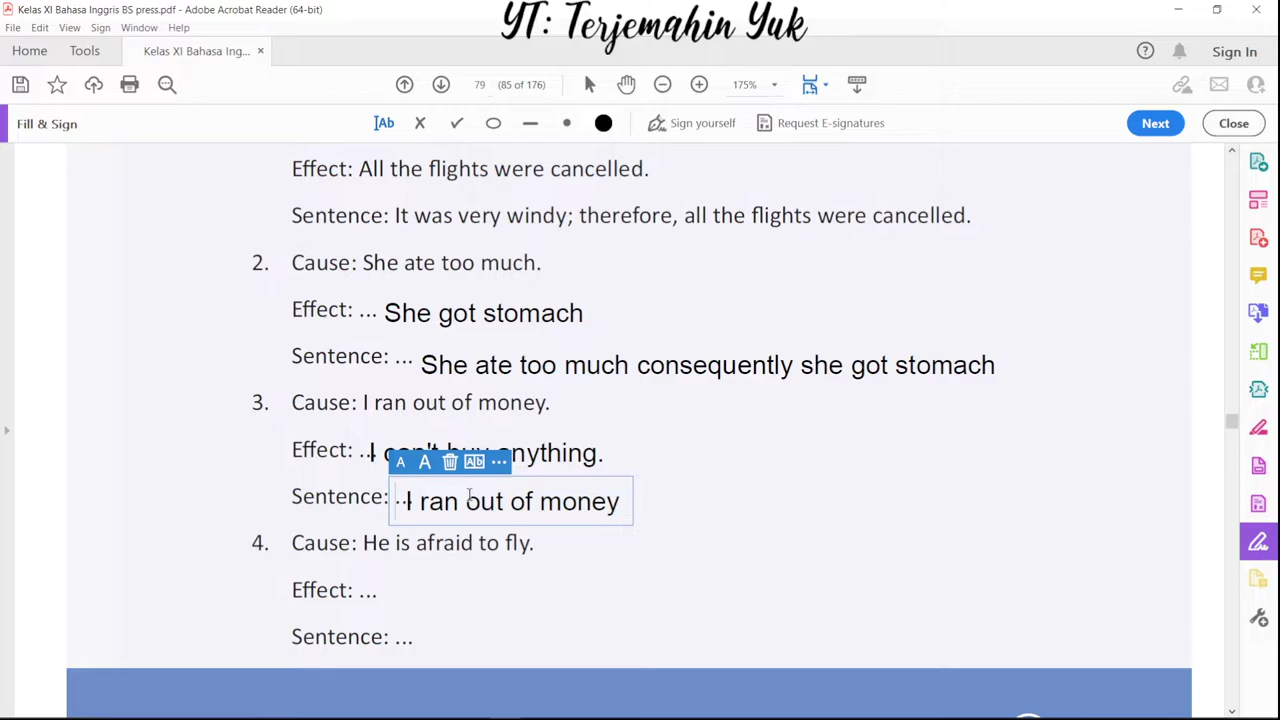 Kelas XI Bahasa Inggris BS press.pdf - Adobe Acrobat Reader (64-bit)
YT: Terjemahin Yuk
File Edit View Sign Window Help
Home Tools Kelas XI Bahasa Ing... × Sign In
79 (85 of 176) 175%
Fill & Sign Ab Sign yourself Request E-signatures Next Close
Effect: All the flights were cancelled.
Sentence: It was very windy; therefore, all the flights were cancelled.
2. Cause: She ate too much.
Effect: ... She got stomach
Sentence: ... She ate too much consequently she got stomach
3. Cause: I ran out of money.
Effect: ... I can't buy anything.
A A Ab ...
Sentence: ... I ran out of money
4. Cause: He is afraid to fly.
Effect: ...
Sentence: ...